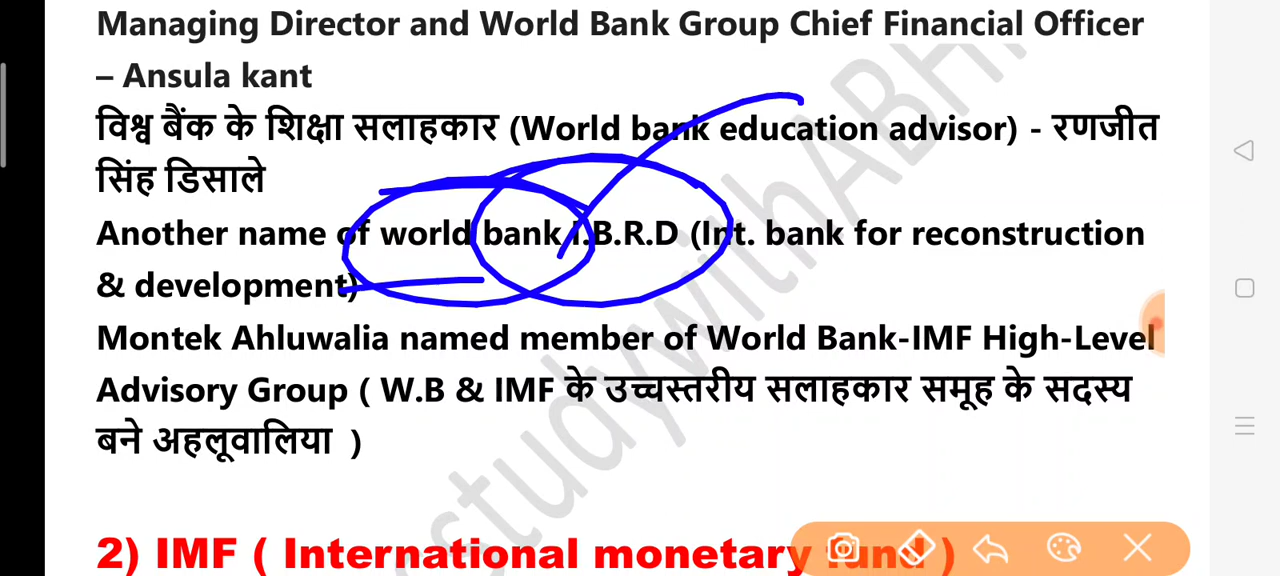 Managing Director and World Bank Group Chief Financial Officer
– Ansula kant
विश्व बैंक के शिक्षा सलाहकार (World bank education advisor) - रणजीत
सिंह डिसाले
Another name of world bank I.B.R.D (Int. bank for reconstruction
& development)
Montek Ahluwalia named member of World Bank-IMF High-Level
Advisory Group ( W.B & IMF के उच्चस्तरीय सलाहकार समूह के सदस्य
बने अहलूवालिया )
2) IMF ( International monetary fund )
studywithABHI